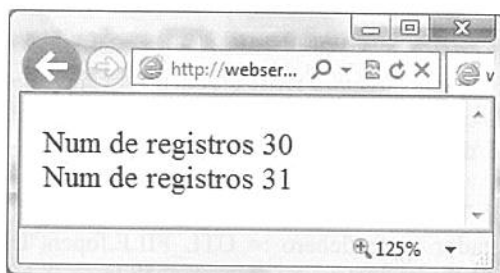 http://webser...
Num de registros 30
Num de registros 31
125%